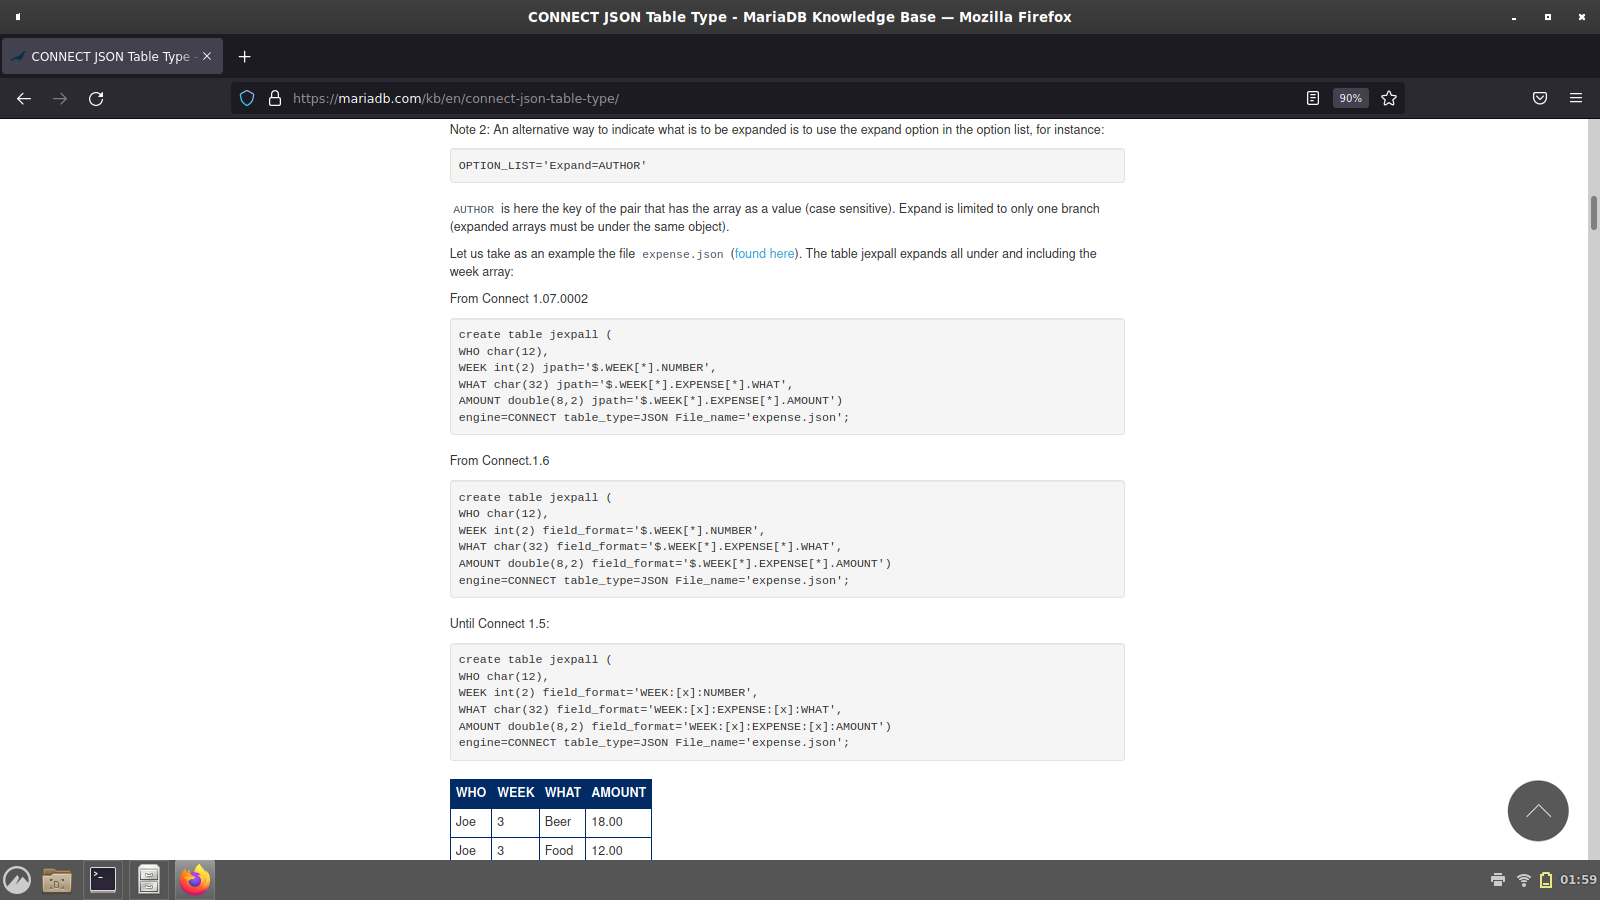 CONNECT JSON Table Type - MariaDB Knowledge Base — Mozilla Firefox
CONNECT JSON Table Type -
https://mariadb.com/kb/en/connect-json-table-type/
90%
Note 2: An alternative way to indicate what is to be expanded is to use the expand option in the option list, for instance:
OPTION_LIST='Expand=AUTHOR'
AUTHOR is here the key of the pair that has the array as a value (case sensitive). Expand is limited to only one branch
(expanded arrays must be under the same object).
Let us take as an example the file expense.json (found here). The table jexpall expands all under and including the
week array:
From Connect 1.07.0002
create table jexpall (
WHO char(12),
WEEK int(2) jpath='$.WEEK[*].NUMBER',
WHAT char(32) jpath='$.WEEK[*].EXPENSE[*].WHAT',
AMOUNT double(8,2) jpath='$.WEEK[*].EXPENSE[*].AMOUNT')
engine=CONNECT table_type=JSON File_name='expense.json';
From Connect.1.6
create table jexpall (
WHO char(12),
WEEK int(2) field_format='$.WEEK[*].NUMBER',
WHAT char(32) field_format='$.WEEK[*].EXPENSE[*].WHAT',
AMOUNT double(8,2) field_format='$.WEEK[*].EXPENSE[*].AMOUNT')
engine=CONNECT table_type=JSON File_name='expense.json';
Until Connect 1.5:
create table jexpall (
WHO char(12),
WEEK int(2) field_format='WEEK:[x]:NUMBER',
WHAT char(32) field_format='WEEK:[x]:EXPENSE:[x]:WHAT',
AMOUNT double(8,2) field_format='WEEK:[x]:EXPENSE:[x]:AMOUNT')
engine=CONNECT table_type=JSON File_name='expense.json';
WHO WEEK WHAT AMOUNT
Joe 3 Beer 18.00
Joe 3 Food 12.00
01:59